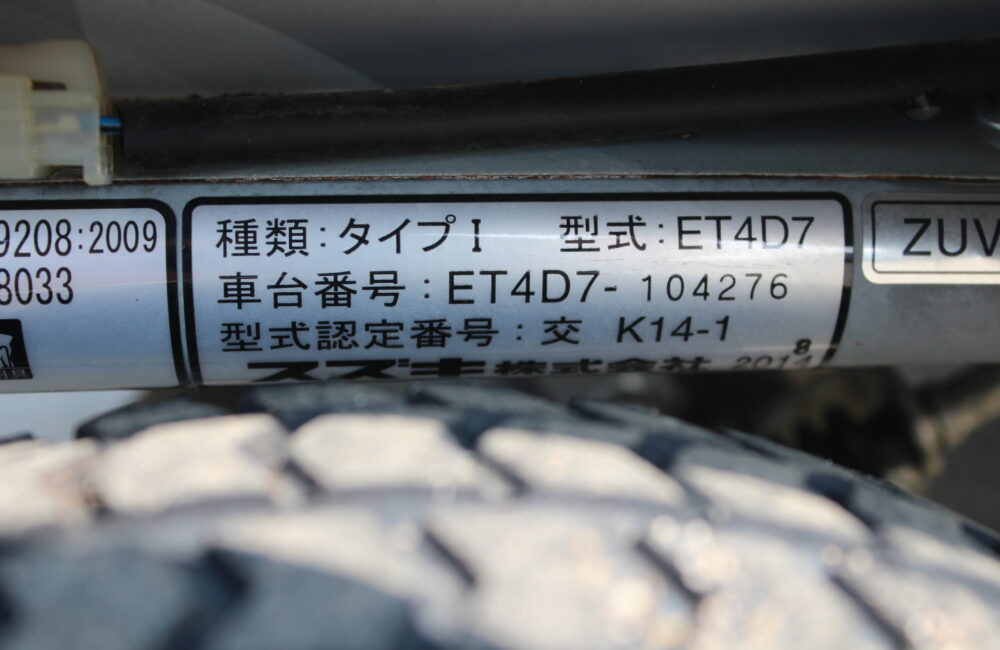 9208:2009
8033
種類：タイプⅠ 型式：ET4D7
車台番号：ET4D7-104276
型式認定番号：交 K14-1
スズキ株式会社 2014
8
ZUV